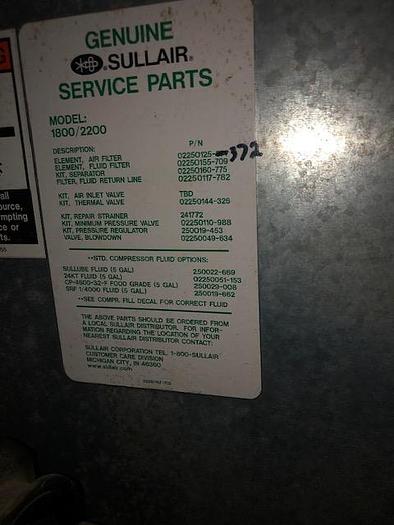 GENUINE
SULLAIR®
SERVICE PARTS
MODEL:
1800/2200
DESCRIPTION: P/N
ELEMENT, AIR FILTER 02250125-372
ELEMENT, FLUID FILTER 02250155-709
KIT, SEPARATOR 02250160-775
FILTER, FLUID RETURN LINE 02250117-782
KIT, AIR INLET VALVE TBD
KIT, THERMAL VALVE 02250144-326
KIT, REPAIR STRAINER 241772
KIT, MINIMUM PRESSURE VALVE 02250110-988
KIT, PRESSURE REGULATOR 250019-453
VALVE, BLOWDOWN 02250049-634
**STD. COMPRESSOR FLUID OPTIONS:
SULLUBE FLUID (5 GAL) 250022-669
24KT FLUID (5 GAL) 02250051-153
CP-4600-32-F FOOD GRADE (5 GAL) 250029-008
SRF 1/4000 FLUID (5 GAL) 250019-662
**SEE COMPR. FILL DECAL FOR CORRECT FLUID
THE ABOVE PARTS SHOULD BE ORDERED FROM
A LOCAL SULLAIR DISTRIBUTOR. FOR INFOR-
MATION REGARDING THE LOCATION OF YOUR
NEAREST SULLAIR DISTRIBUTOR CONTACT:
SULLAIR CORPORATION TEL. 1-800-SULLAIR
CUSTOMER CARE DIVISION
MICHIGAN CITY, IN 46360
www.sullair.com
all
ource,
mpting
ce or
ts.